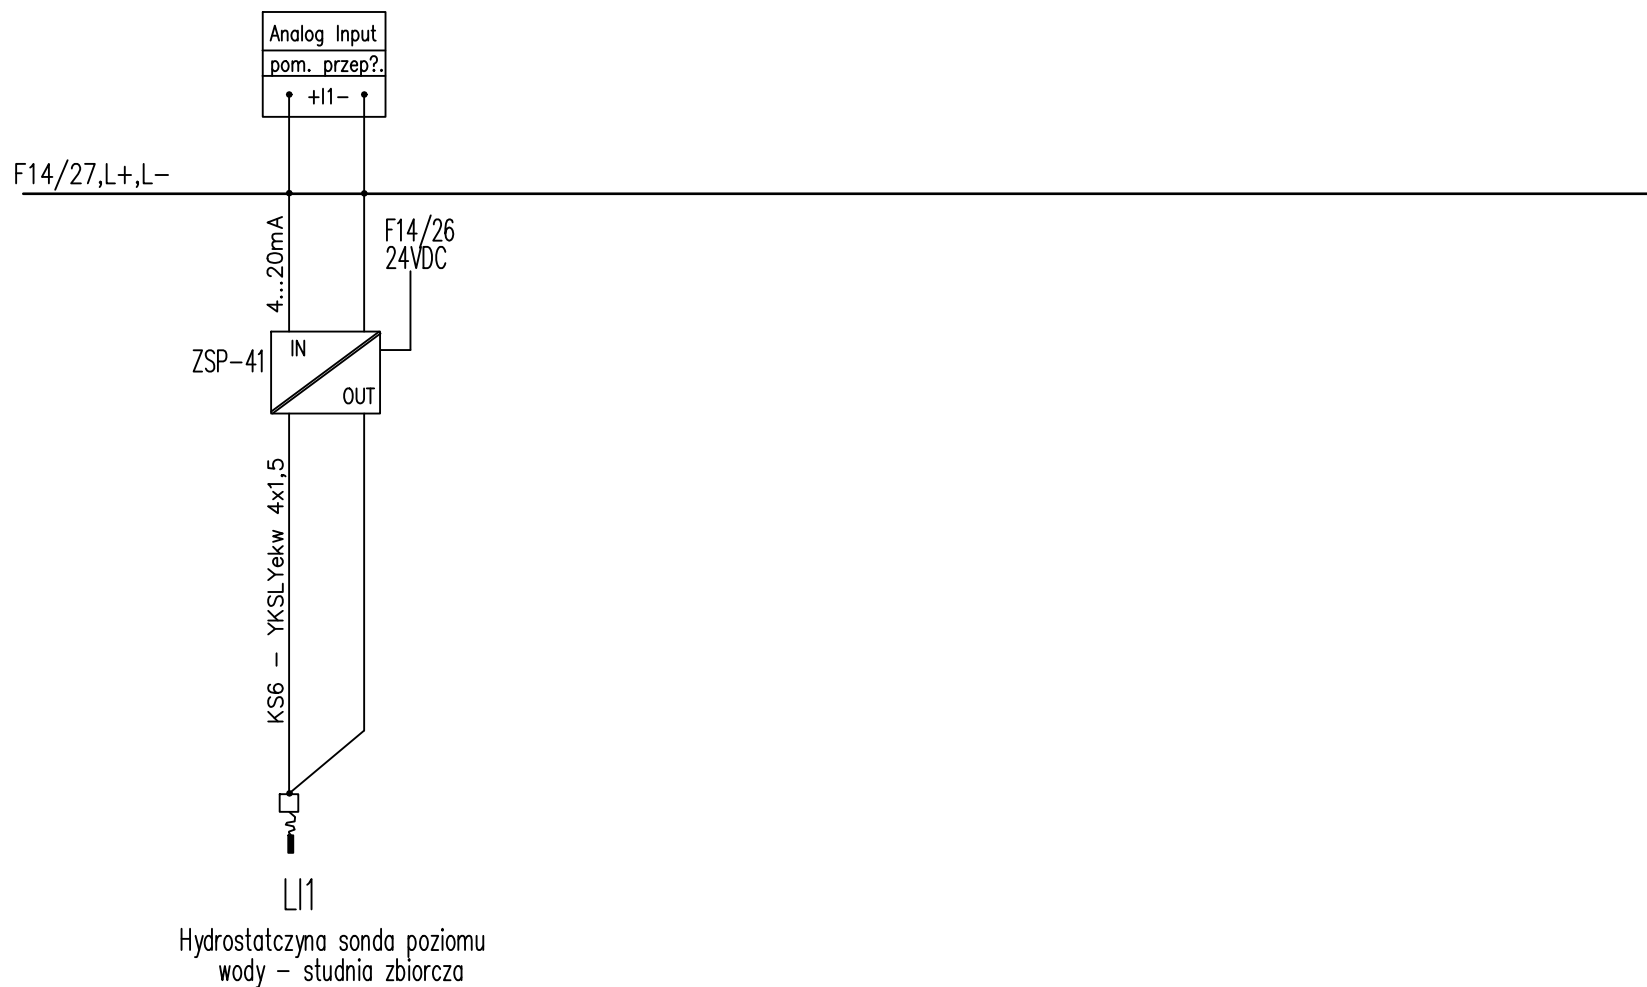 Analog Input
pom. przep?.
+I1-
F14/27,L+,L-
4...20mA
F14/26
24VDC
ZSP-41
IN
OUT
KS6 - YKSLYekw 4x1,5
LI1
Hydrostatczyna sonda poziomu
wody - studnia zbiorcza